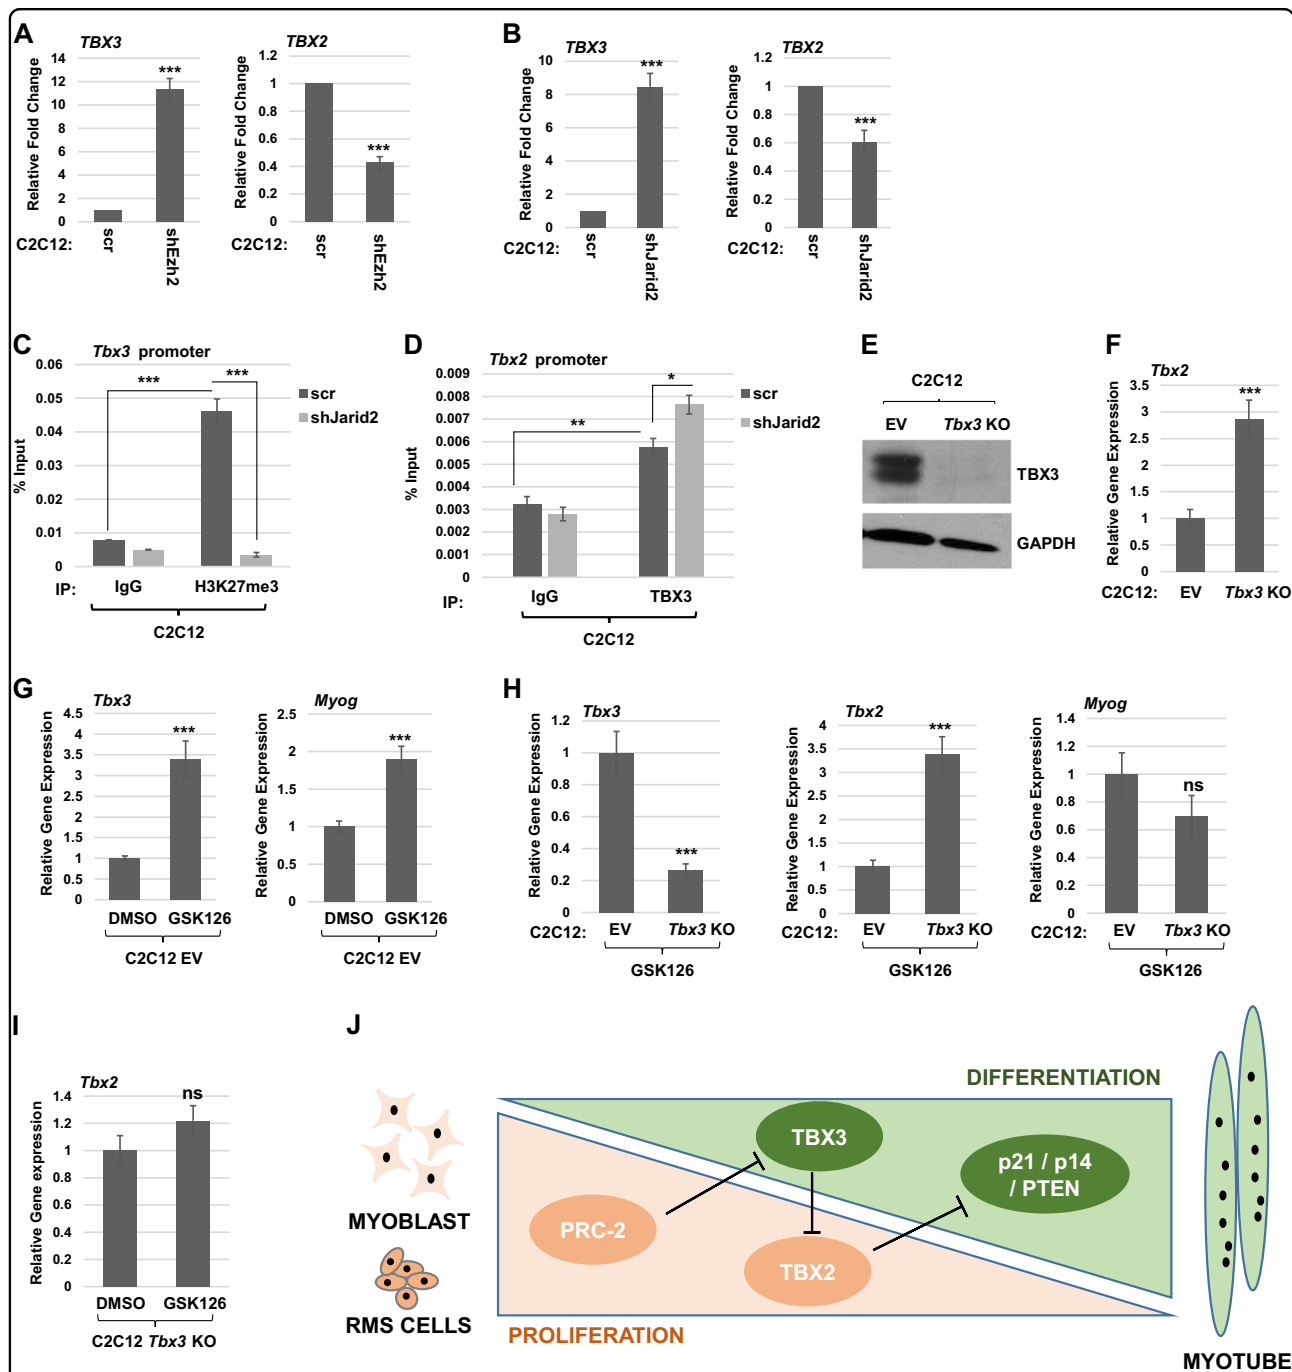 A
TBX3
Relative Fold Change
14
12
10
8
6
4
2
0
***
C2C12:
scr
shEzh2
TBX2
Relative Fold Change
1.2
1
0.8
0.6
0.4
0.2
0
***
C2C12:
scr
shEzh2
B
TBX3
Relative Fold Change
10
8
6
4
2
0
***
C2C12:
scr
shJarid2
TBX2
Relative Fold Change
1.2
1
0.8
0.6
0.4
0.2
0
***
C2C12:
scr
shJarid2
C
Tbx3 promoter
% Input
0.06
0.05
0.04
0.03
0.02
0.01
0
***
***
scr
shJarid2
IP:
IgG
H3K27me3
C2C12
D
Tbx2 promoter
% Input
0.009
0.008
0.007
0.006
0.005
0.004
0.003
0.002
0.001
0
**
*
scr
shJarid2
IP:
IgG
TBX3
C2C12
E
C2C12
EV
Tbx3 KO
TBX3
GAPDH
F
Tbx2
Relative Gene Expression
3.5
3
2.5
2
1.5
1
0.5
0
***
C2C12:
EV
Tbx3 KO
G
Tbx3
Relative Gene Expression
4.5
4
3.5
3
2.5
2
1.5
1
0.5
0
***
DMSO
GSK126
C2C12 EV
Myog
Relative Gene Expression
2.5
2
1.5
1
0.5
0
***
DMSO
GSK126
C2C12 EV
H
Tbx3
Relative Gene Expression
1.2
1
0.8
0.6
0.4
0.2
0
***
C2C12:
EV
Tbx3 KO
GSK126
Tbx2
Relative Gene Expression
4
3.5
3
2.5
2
1.5
1
0.5
0
***
C2C12:
EV
Tbx3 KO
GSK126
Myog
Relative Gene Expression
1.4
1.2
1
0.8
0.6
0.4
0.2
0
ns
C2C12:
EV
Tbx3 KO
GSK126
I
Tbx2
Relative Gene expression
1.4
1.2
1
0.8
0.6
0.4
0.2
0
ns
DMSO
GSK126
C2C12 Tbx3 KO
J
MYOBLAST
RMS CELLS
DIFFERENTIATION
TBX3
p21 / p14
/ PTEN
PRC-2
TBX2
PROLIFERATION
MYOTUBE